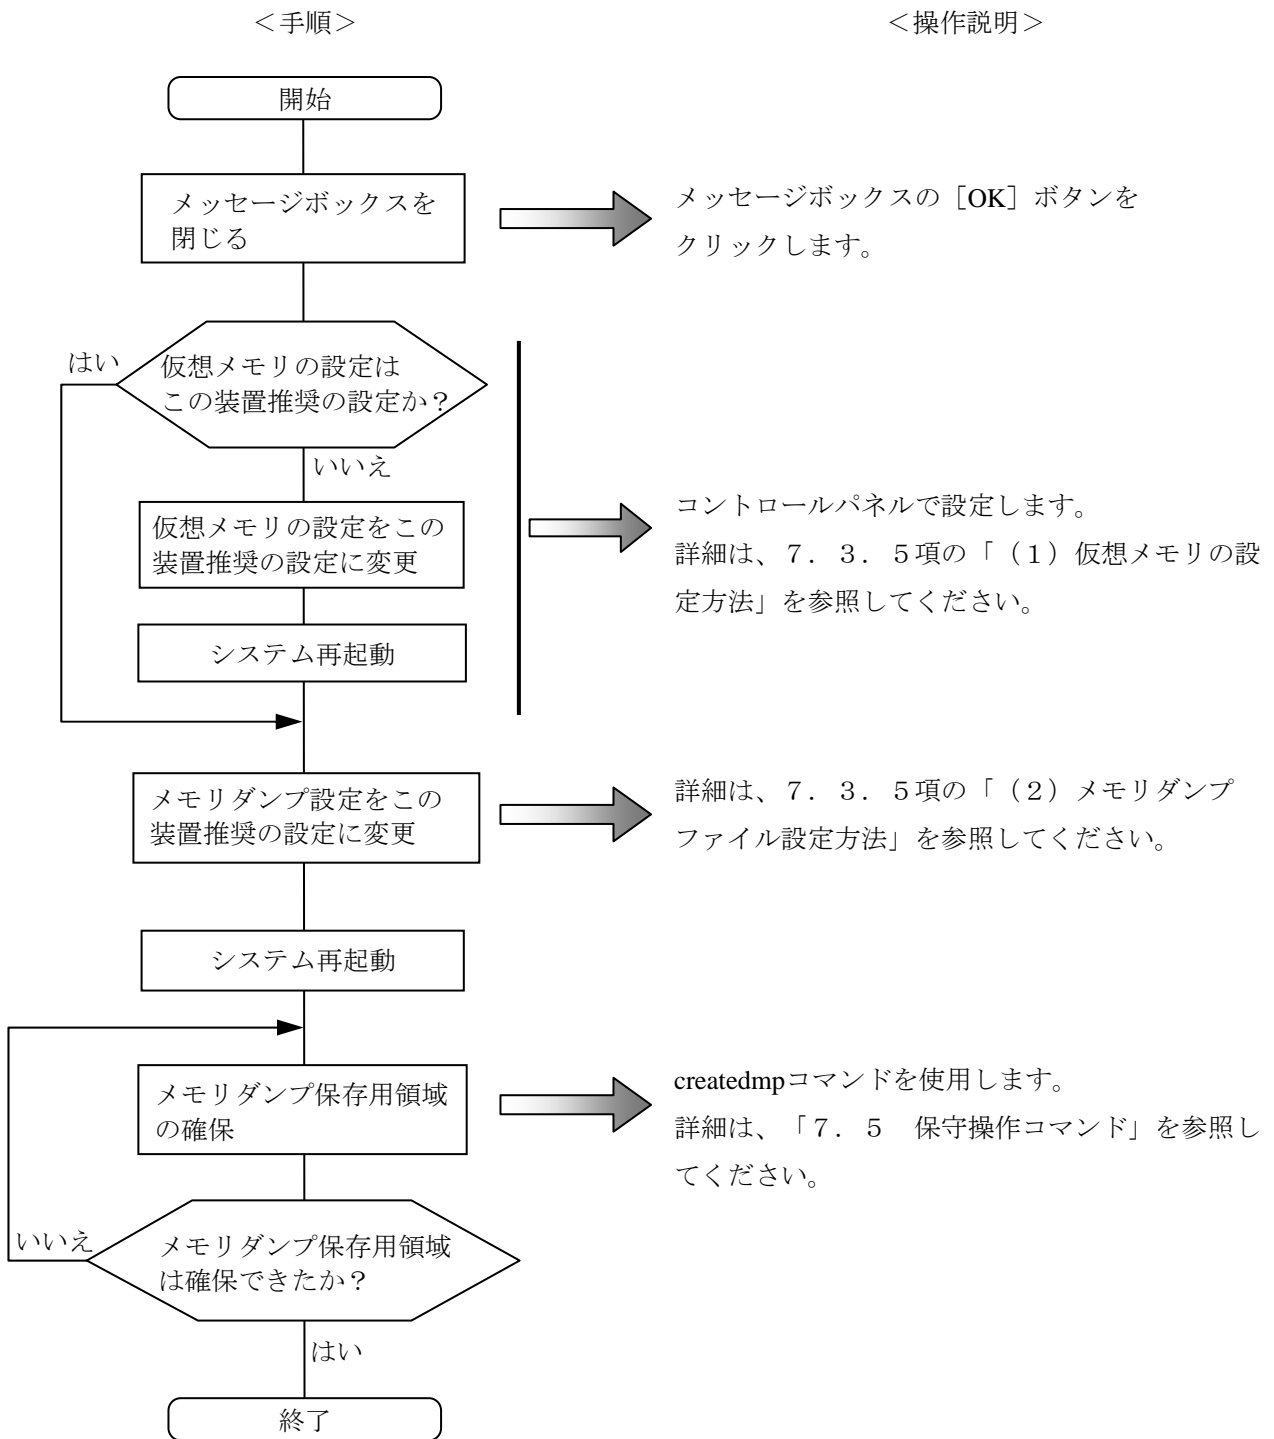 ＜手順＞
＜操作説明＞
開始
メッセージボックスを
閉じる
メッセージボックスの［OK］ボタンを
クリックします。
はい
仮想メモリの設定は
この装置推奨の設定か？
いいえ
仮想メモリの設定をこの
装置推奨の設定に変更
システム再起動
コントロールパネルで設定します。
詳細は、７．３．５項の「（１）仮想メモリの設
定方法」を参照してください。
メモリダンプ設定をこの
装置推奨の設定に変更
詳細は、７．３．５項の「（２）メモリダンプ
ファイル設定方法」を参照してください。
システム再起動
メモリダンプ保存用領域
の確保
createdmpコマンドを使用します。
詳細は、「７．５　保守操作コマンド」を参照し
てください。
いいえ
メモリダンプ保存用領域
は確保できたか？
はい
終了